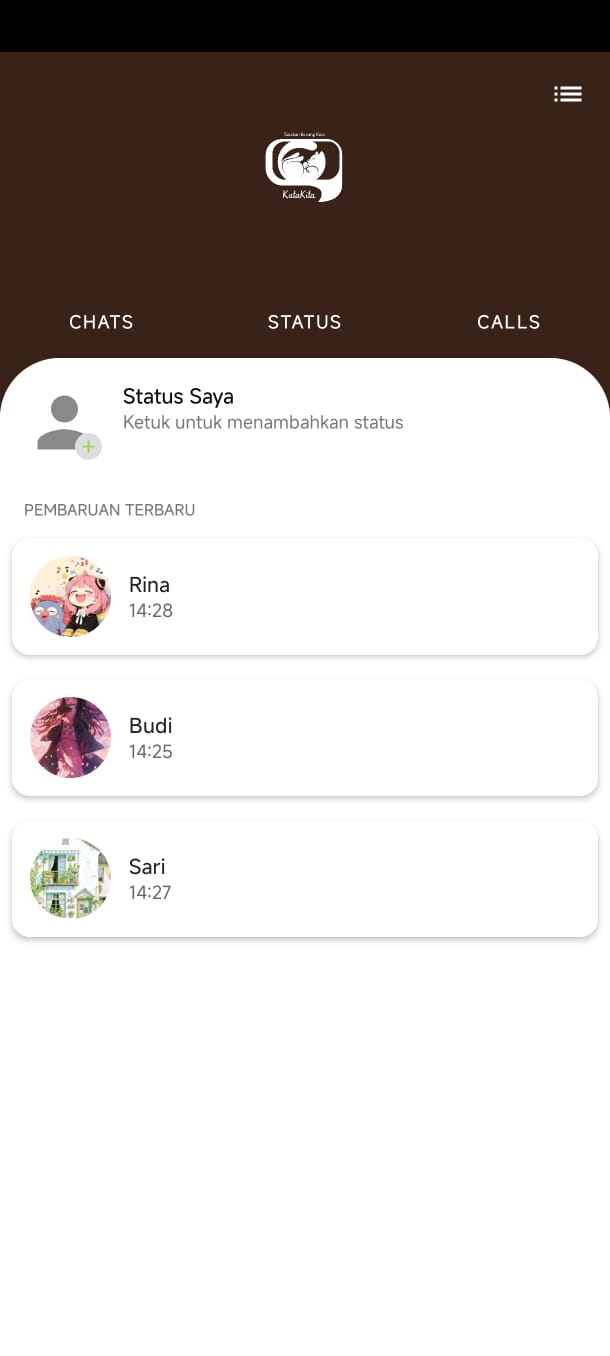 KataKita
CHATS
STATUS
CALLS
Status Saya
Ketuk untuk menambahkan status
PEMBARUAN TERBARU
Rina
14:28
Budi
14:25
Sari
14:27